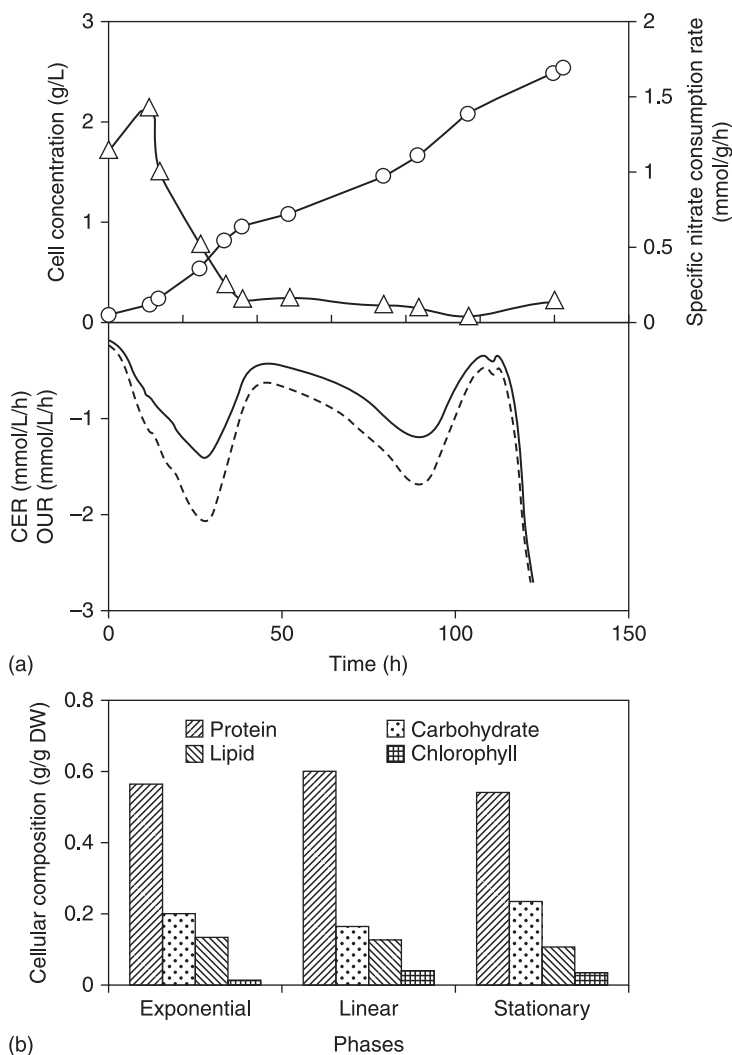 3
2
1
0
Cell concentration (g/L)
2
1.5
1
0.5
0
Specific nitrate consumption rate
(mmol/g/h)
–1
–2
–3
CER (mmol/L/h)
OUR (mmol/L/h)
0 50 100 150
(a) Time (h)
0.8
0.6
0.4
0.2
0
Cellular composition (g/g DW)
Protein Carbohydrate
Lipid Chlorophyll
Exponential Linear Stationary
(b) Phases